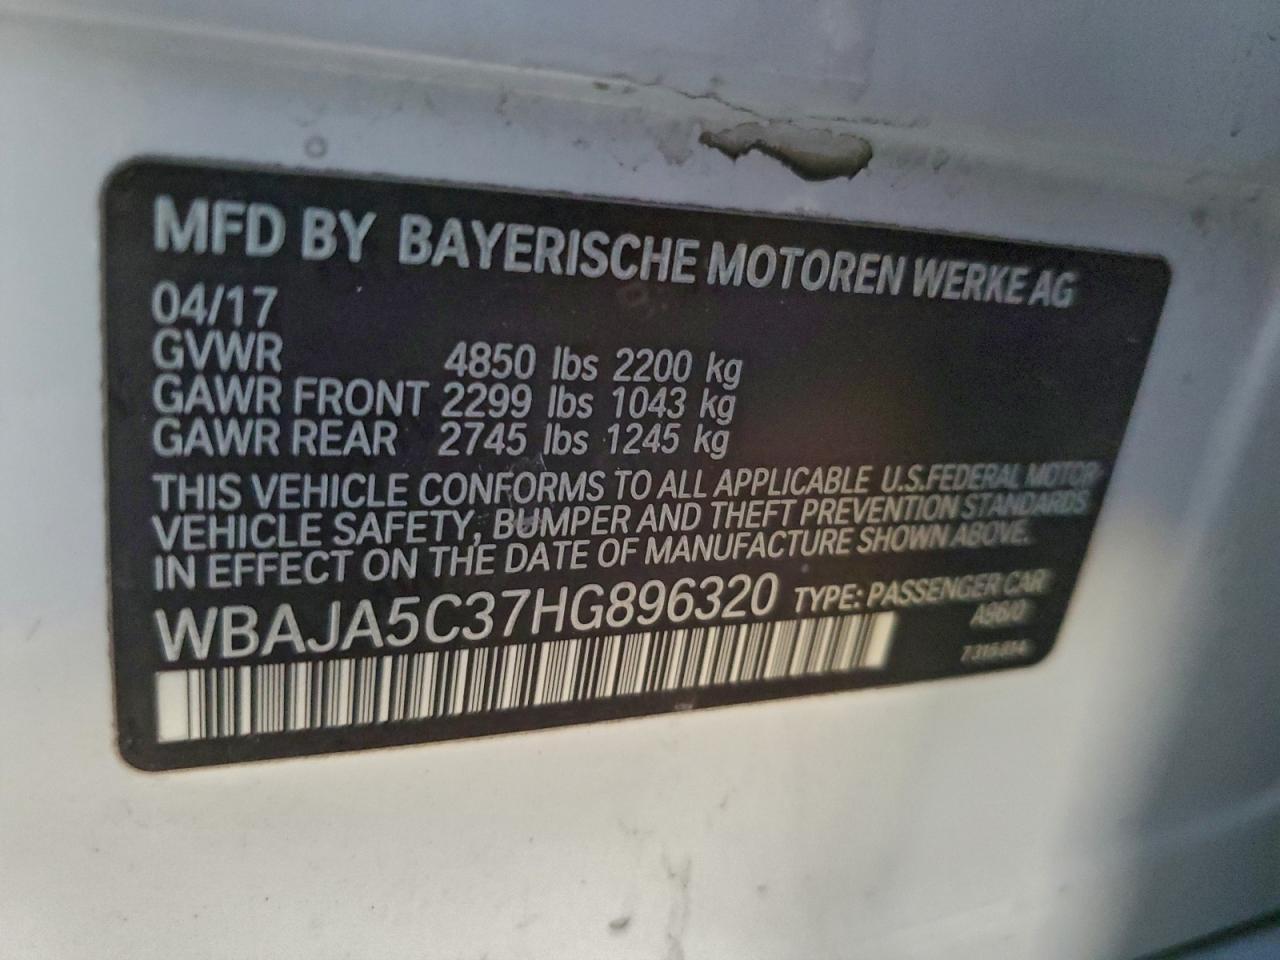 MFD BY BAYERISCHE MOTOREN WERKE AG
04/17
GVWR 4850 lbs 2200 kg
GAWR FRONT 2299 lbs 1043 kg
GAWR REAR 2745 lbs 1245 kg
THIS VEHICLE CONFORMS TO ALL APPLICABLE U.S.FEDERAL MOTOR
VEHICLE SAFETY, BUMPER AND THEFT PREVENTION STANDARDS
IN EFFECT ON THE DATE OF MANUFACTURE SHOWN ABOVE.
WBAJA5C37HG896320 TYPE: PASSENGER CAR
A96/0